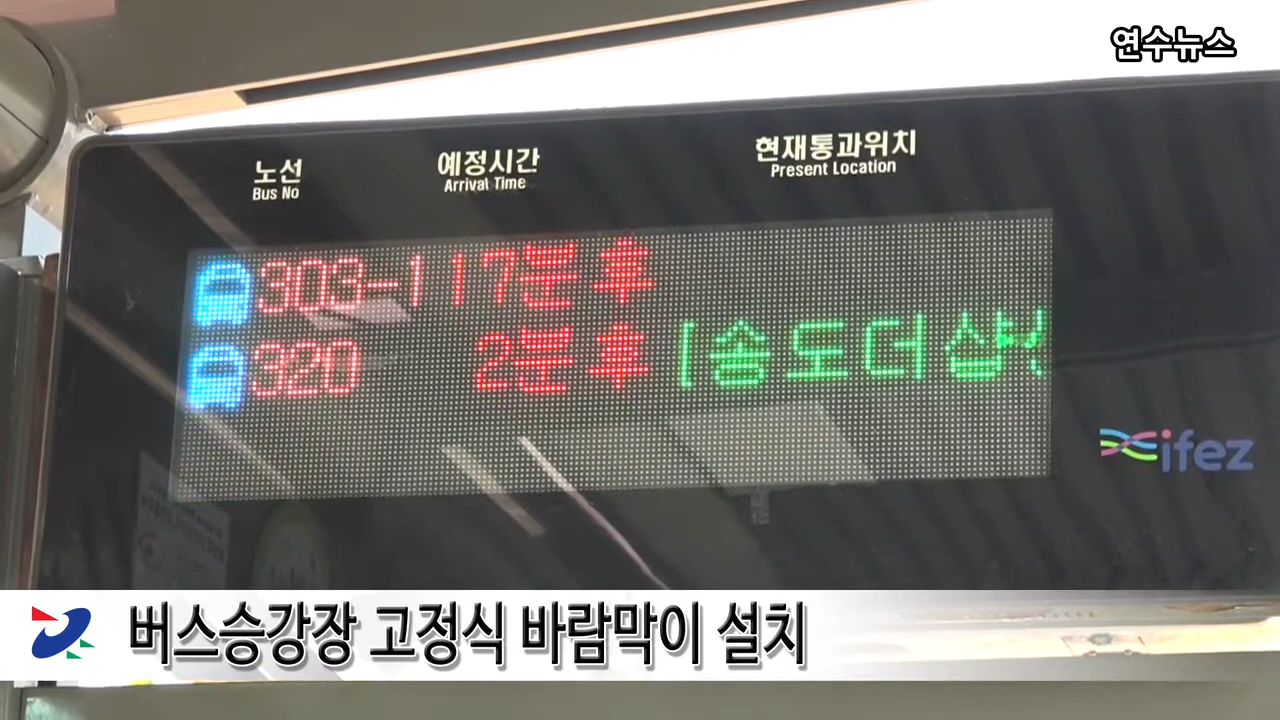 연수뉴스
노선 예정시간 현재통과위치
Bus No Arrival Time Present Location
303-1 17분 후
320 2분 후 [송도더샵
ifez
버스승강장 고정식 바람막이 설치